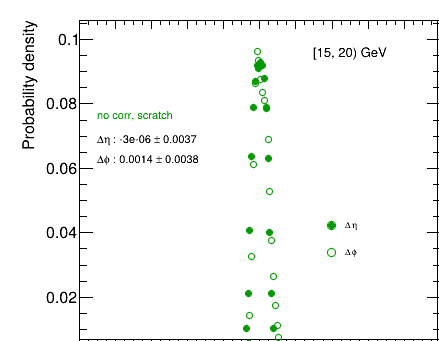 Probability density
0.1
[15, 20) GeV
0.08
no corr, scratch
Δη : -3e-06 ± 0.0037
Δϕ : 0.0014 ± 0.0038
0.06
Δη
0.04
Δϕ
0.02